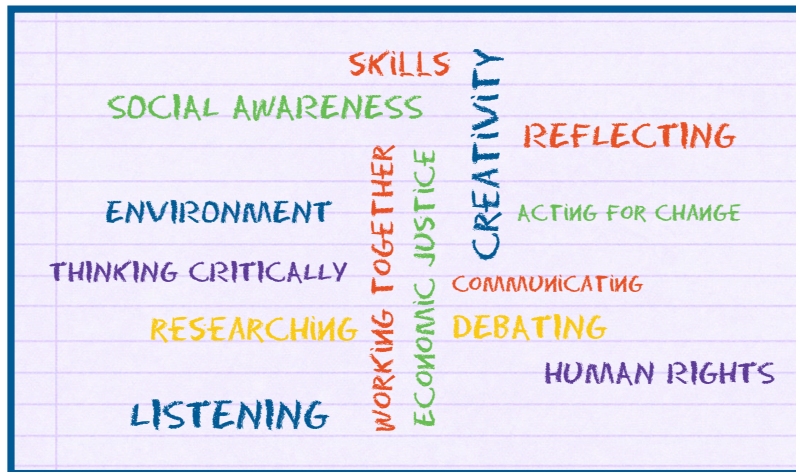 SKILLS
CREATIVITY
SOCIAL AWARENESS
REFLECTING
WORKING TOGETHER
ECONOMIC JUSTICE
ENVIRONMENT
ACTING FOR CHANGE
THINKING CRITICALLY
COMMUNICATING
RESEARCHING
DEBATING
HUMAN RIGHTS
LISTENING